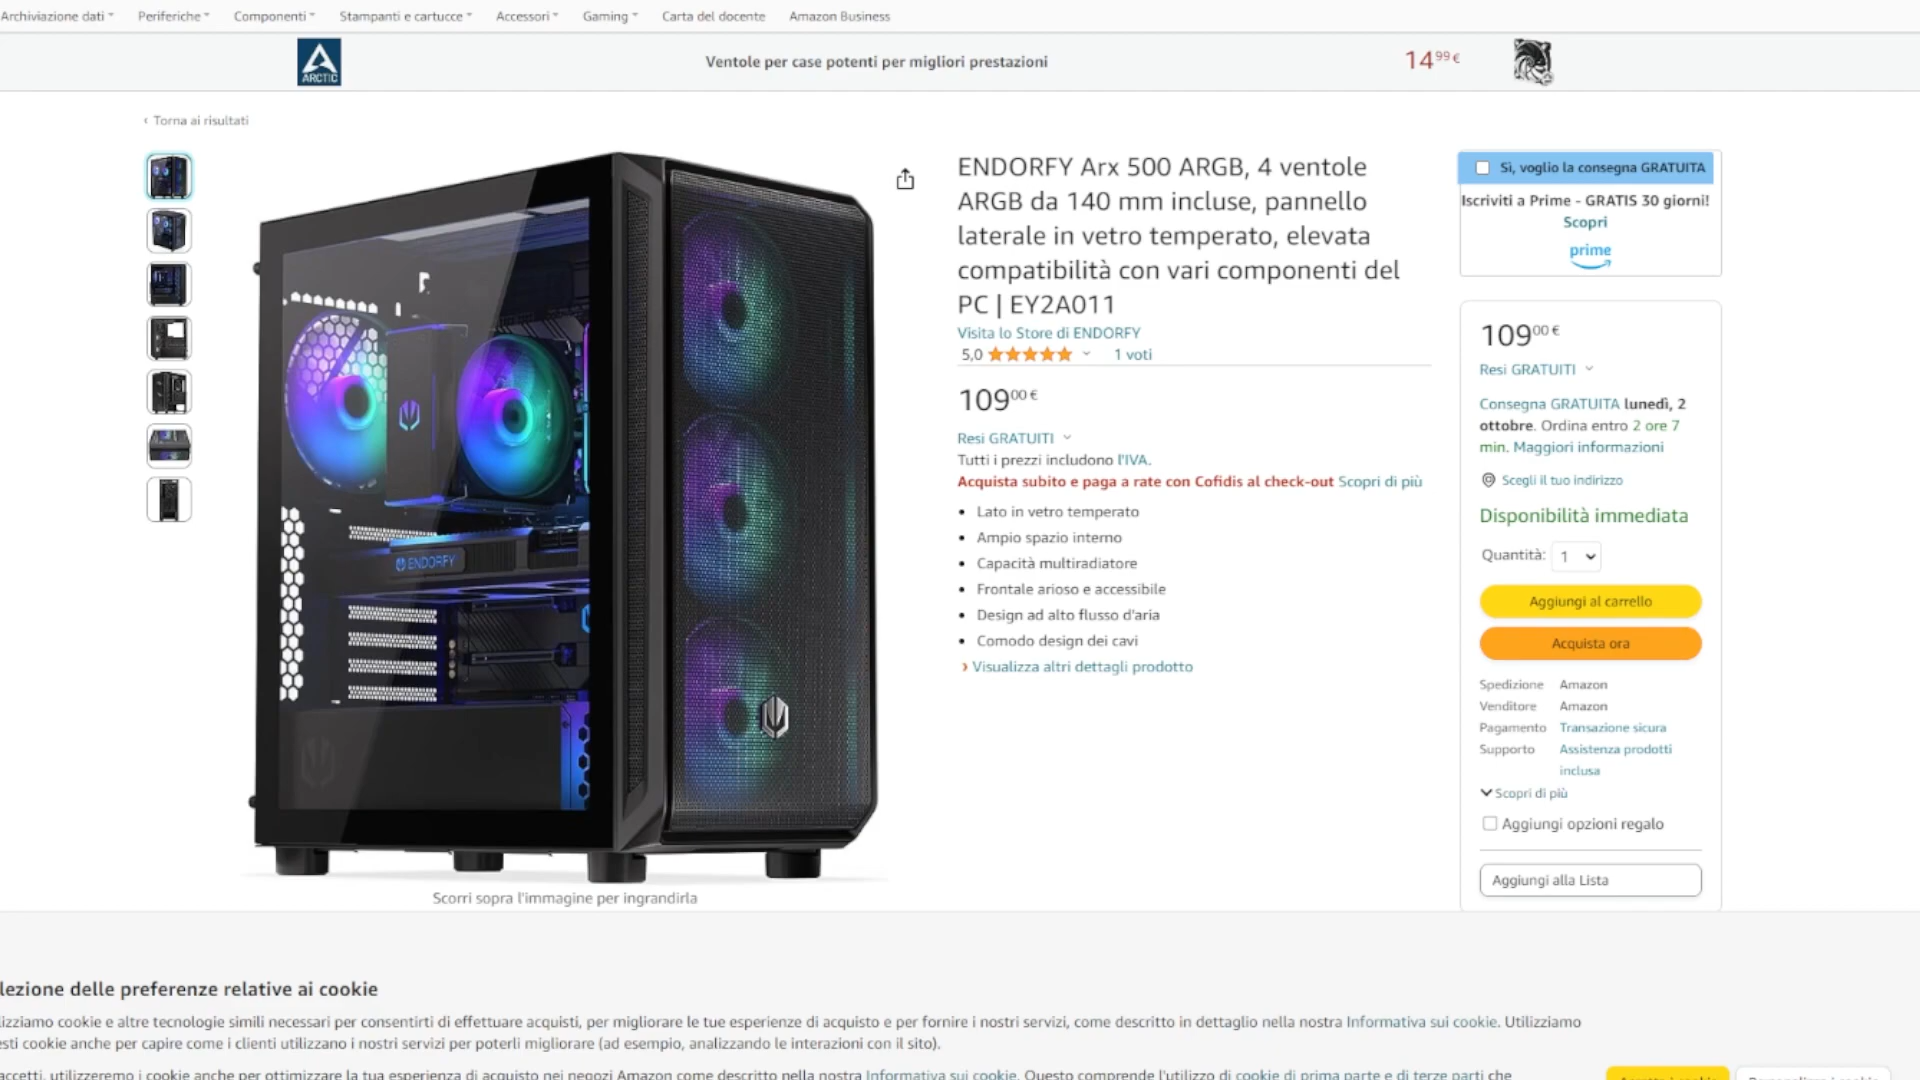 Archiviazione dati Periferiche Componenti Stampanti e cartucce Accessori Gaming Carta del docente Amazon Business
ARCTIC
Ventole per case potenti per migliori prestazioni
14 99 €
‹ Torna ai risultati
ENDORFY Arx 500 ARGB, 4 ventole
ARGB da 140 mm incluse, pannello
laterale in vetro temperato, elevata
compatibilità con vari componenti del
PC | EY2A011
Visita lo Store di ENDORFY
5,0 1 voti
109 00 €
Resi GRATUITI
Tutti i prezzi includono l'IVA.
Acquista subito e paga a rate con Cofidis al check-out Scopri di più
• Lato in vetro temperato
• Ampio spazio interno
• Capacità multiradiatore
• Frontale arioso e accessibile
• Design ad alto flusso d'aria
• Comodo design dei cavi
› Visualizza altri dettagli prodotto
ENDORFY
Scorri sopra l'immagine per ingrandirla
Sì, voglio la consegna GRATUITA
Iscriviti a Prime - GRATIS 30 giorni!
Scopri
prime
109 00 €
Resi GRATUITI
Consegna GRATUITA lunedì, 2
ottobre. Ordina entro 2 ore 7
min. Maggiori informazioni
Scegli il tuo indirizzo
Disponibilità immediata
Quantità: 1
Aggiungi al carrello
Acquista ora
Spedizione Amazon
Venditore Amazon
Pagamento Transazione sicura
Supporto Assistenza prodotti
inclusa
Scopri di più
Aggiungi opzioni regalo
Aggiungi alla Lista
lezione delle preferenze relative ai cookie
lizziamo cookie e altre tecnologie simili necessari per consentirti di effettuare acquisti, per migliorare le tue esperienze di acquisto e per fornire i nostri servizi, come descritto in dettaglio nella nostra Informativa sui cookie. Utilizziamo
sti cookie anche per capire come i clienti utilizzano i nostri servizi per poterli migliorare (ad esempio, analizzando le interazioni con il sito).
accetti, utilizzeremo i cookie anche per ottimizzare la tua esperienza di acquisto nei negozi Amazon come descritto nella nostra Informativa sui cookie. Questo comprende l'utilizzo di cookie di prima parte e di terze parti che